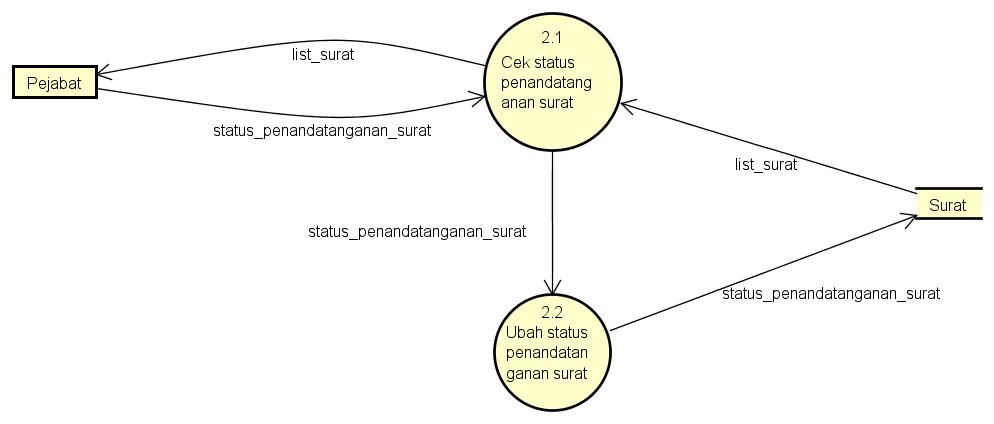 2.1
Cek status
penandatang
anan surat
list_surat
Pejabat
status_penandatanganan_surat
list_surat
Surat
status_penandatanganan_surat
status_penandatanganan_surat
2.2
Ubah status
penandatan
ganan surat